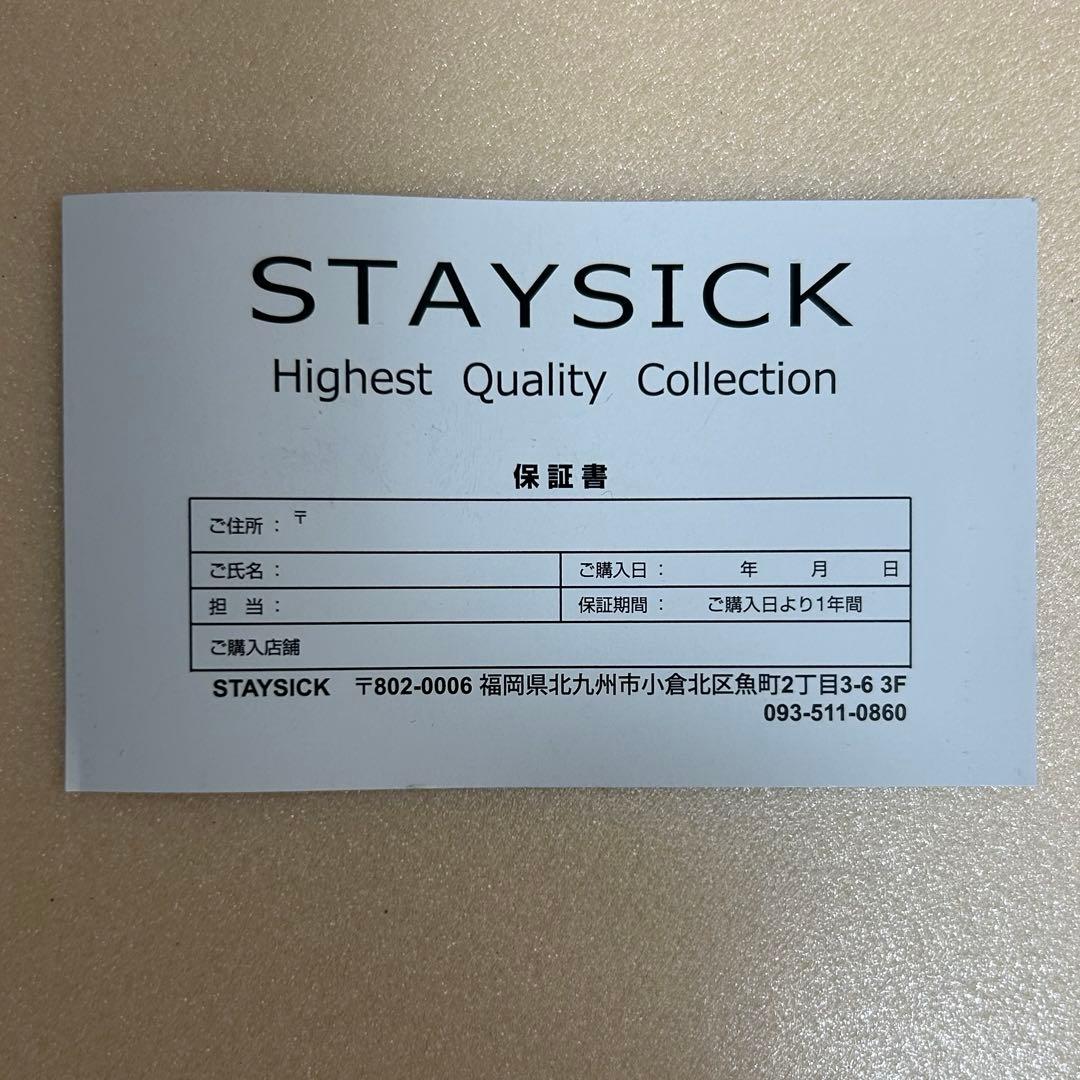 STAYSICK
Highest Quality Collection
保証書
ご住所 : 〒
ご氏名 :
ご購入日 : 年 月 日
担 当 :
保証期間 : ご購入日より1年間
ご購入店舗
STAYSICK 〒802-0006 福岡県北九州市小倉北区魚町2丁目3-6 3F
093-511-0860